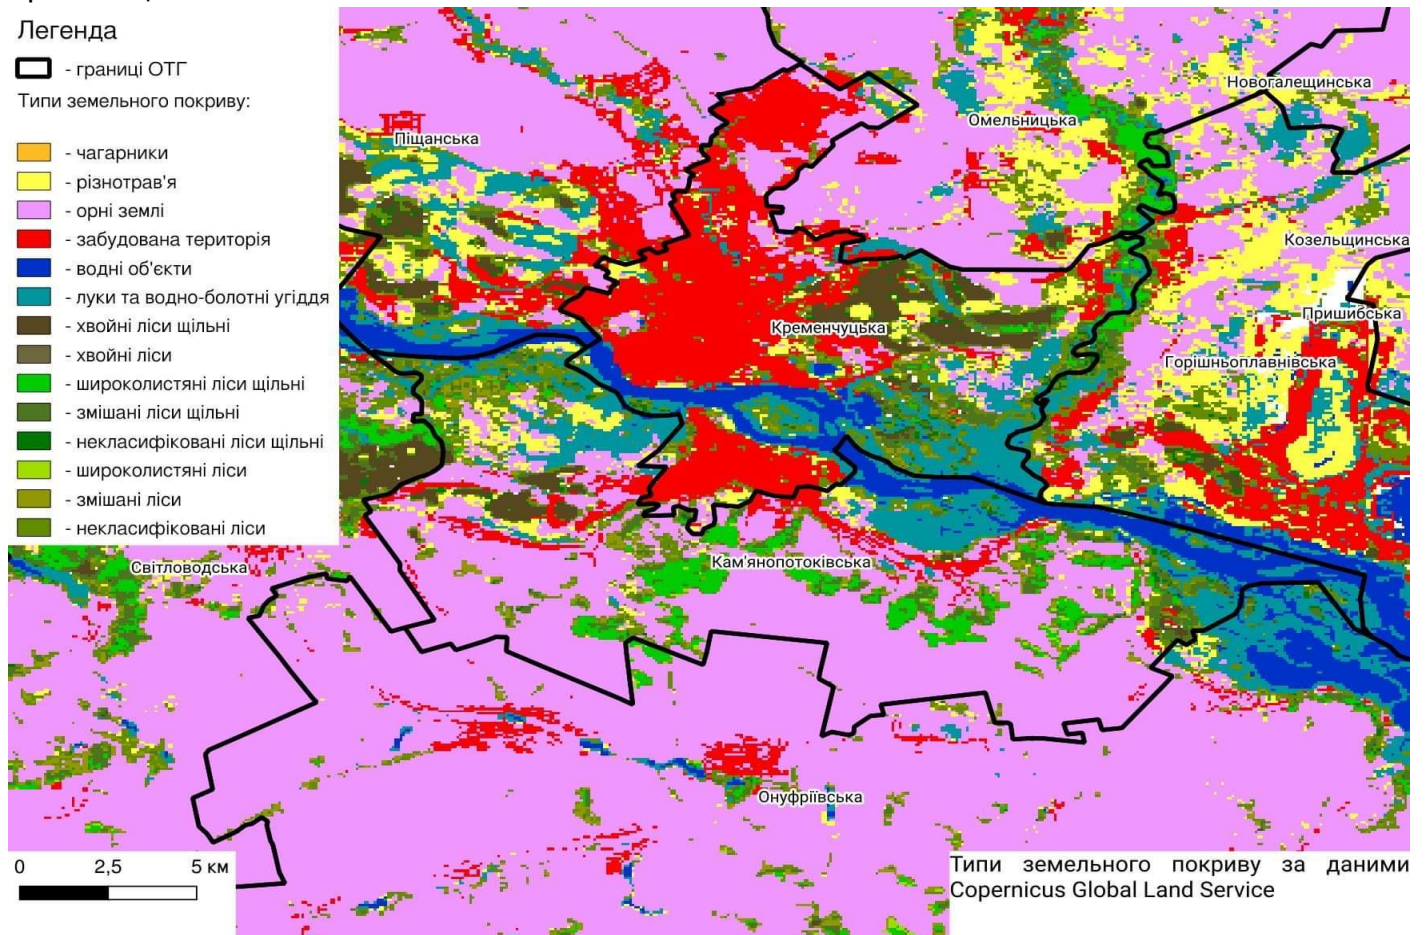 Легенда
- границі ОТГ
Типи земельного покриву:
- чагарники
- різнотрав'я
- орні землі
- забудована територія
- водні об'єкти
- луки та водно-болотні угіддя
- хвойні ліси щільні
- хвойні ліси
- широколистяні ліси щільні
- змішані ліси щільні
- некласифіковані ліси щільні
- широколистяні ліси
- змішані ліси
- некласифіковані ліси
Новогалещинська
Омельницька
Піщанська
Козельщинська
Пришибська
Кременчуцька
Горішньоплавнівська
Кам'янопотоківська
Світловодська
Онуфріївська
0 2,5 5 км
Типи земельного покриву за даними
Copernicus Global Land Service